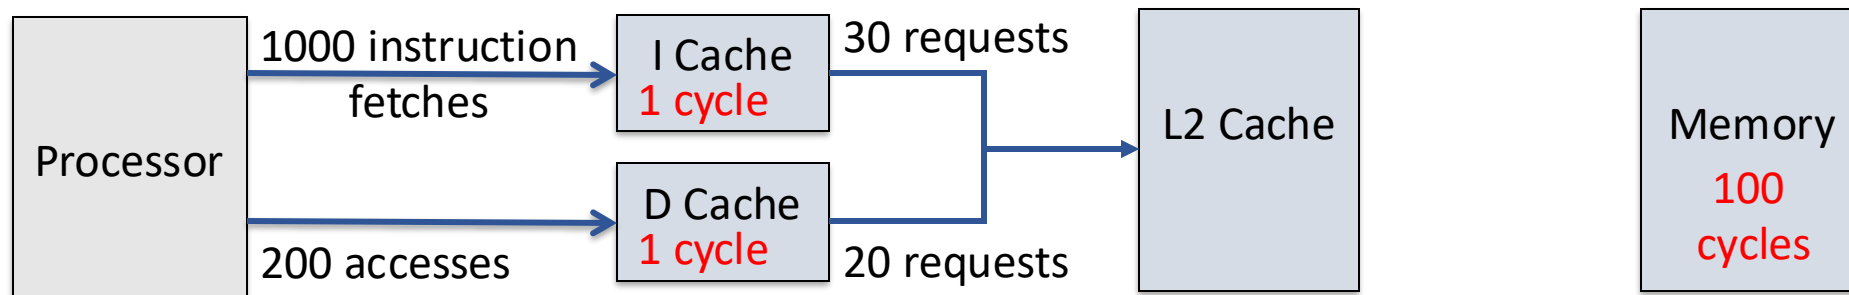 Processor
1000 instruction
fetches
200 accesses
I Cache
1 cycle
D Cache
1 cycle
30 requests
20 requests
L2 Cache
Memory
100
cycles